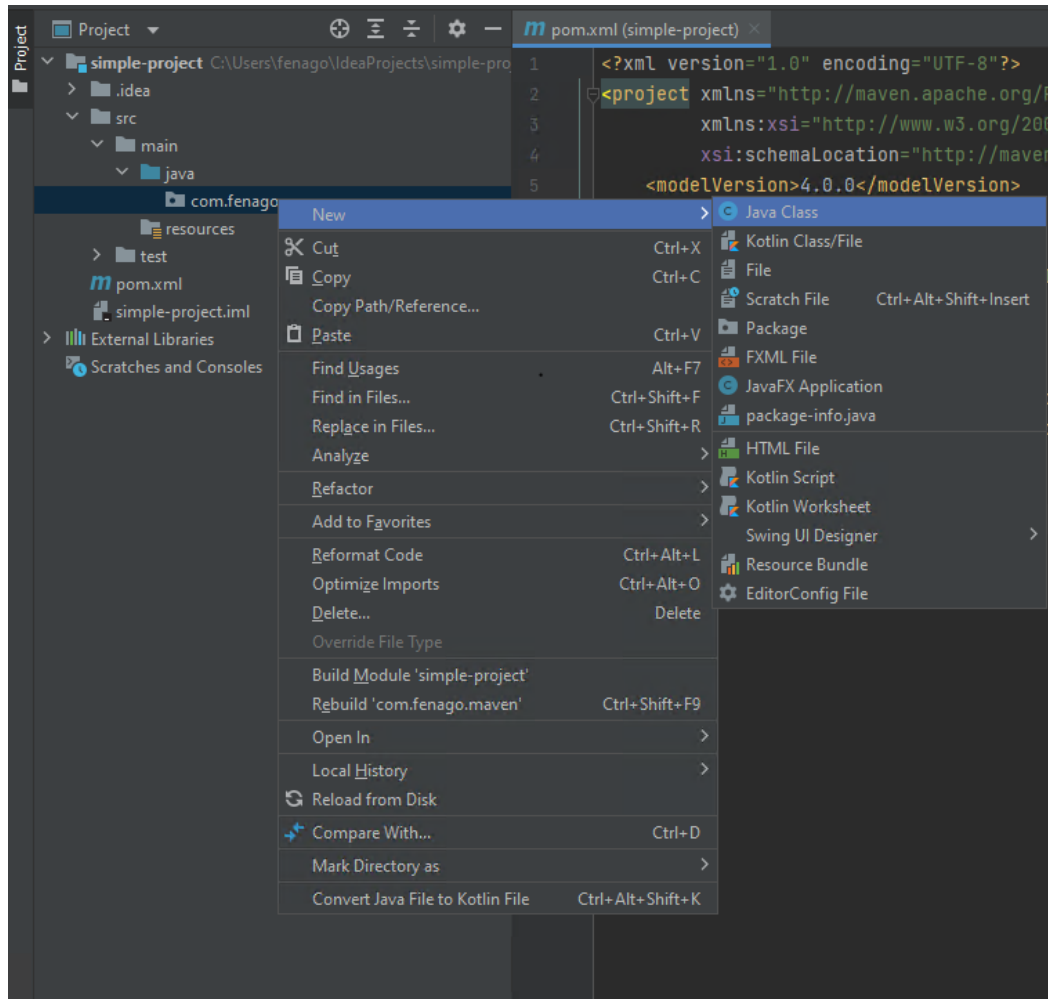 Project
Project
simple-project C:\Users\fenago\IdeaProjects\simple-pro
.idea
src
main
java
com.fenago
resources
test
pom.xml
simple-project.iml
External Libraries
Scratches and Consoles
pom.xml (simple-project)
1 <?xml version="1.0" encoding="UTF-8"?>
2 <project xmlns="http://maven.apache.org/
3 xmlns:xsi="http://www.w3.org/200
4 xsi:schemaLocation="http://maven
5 <modelVersion>4.0.0</modelVersion>
New
Cut Ctrl+X
Copy Ctrl+C
Copy Path/Reference...
Paste Ctrl+V
Find Usages Alt+F7
Find in Files... Ctrl+Shift+F
Replace in Files... Ctrl+Shift+R
Analyze
Refactor
Add to Favorites
Reformat Code Ctrl+Alt+L
Optimize Imports Ctrl+Alt+O
Delete... Delete
Override File Type
Build Module 'simple-project'
Rebuild 'com.fenago.maven' Ctrl+Shift+F9
Open In
Local History
Reload from Disk
Compare With... Ctrl+D
Mark Directory as
Convert Java File to Kotlin File Ctrl+Alt+Shift+K
Java Class
Kotlin Class/File
File
Scratch File Ctrl+Alt+Shift+Insert
Package
FXML File
JavaFX Application
package-info.java
HTML File
Kotlin Script
Kotlin Worksheet
Swing UI Designer
Resource Bundle
EditorConfig File